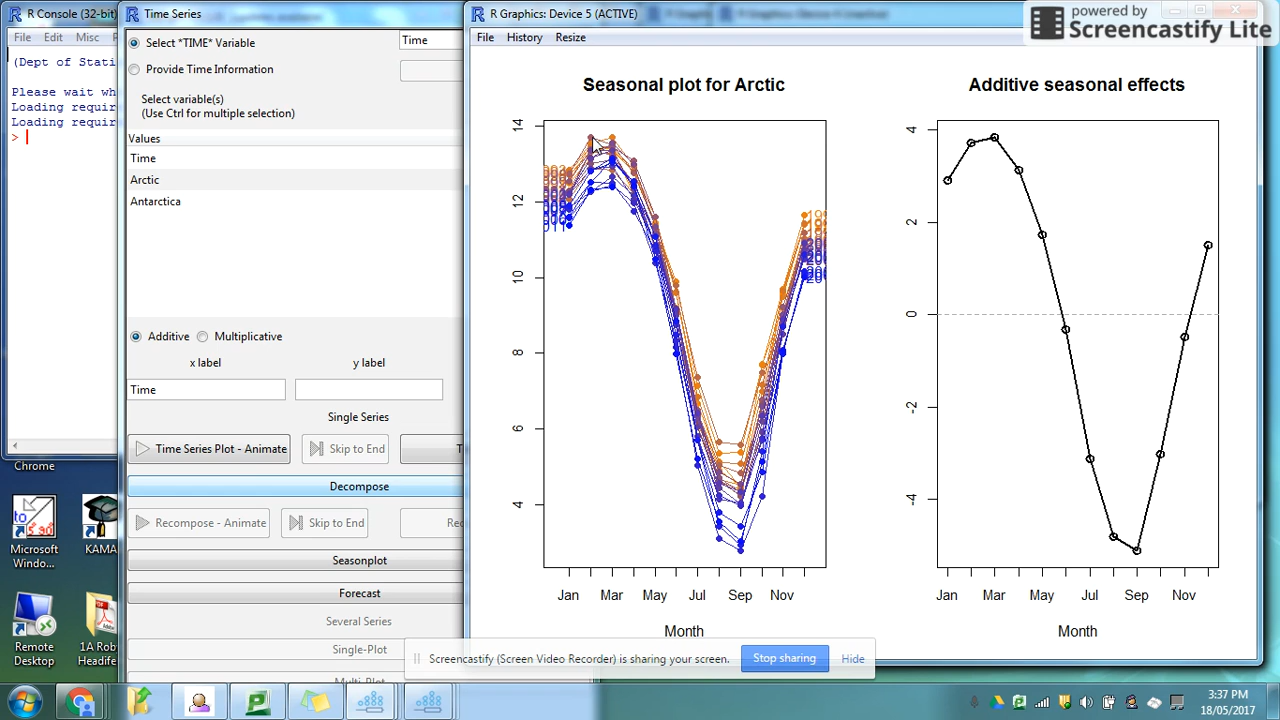 R Console (32-bit)
File Edit Misc
(Dept of Stati
Please wait wh
Loading requir
Loading requir
>
Time Series
Select *TIME* Variable
Time
Provide Time Information
Select variable(s)
(Use Ctrl for multiple selection)
Values
Time
Arctic
Antarctica
Additive Multiplicative
x label y label
Time
Single Series
Time Series Plot - Animate Skip to End T
Decompose
Recompose - Animate Skip to End Rec
Seasonplot
Forecast
Several Series
Single-Plot
R Graphics: Device 5 (ACTIVE)
File History Resize
powered by
Screencastify Lite
Seasonal plot for Arctic
14
12
10
8
6
4
Jan Mar May Jul Sep Nov
Month
Additive seasonal effects
4
2
0
-2
-4
Jan Mar May Jul Sep Nov
Month
Screencastify (Screen Video Recorder) is sharing your screen. Stop sharing Hide
Chrome
Microsoft
Windo...
KAMA
Remote
Desktop
1A Rob
Headife
3:37 PM
18/05/2017